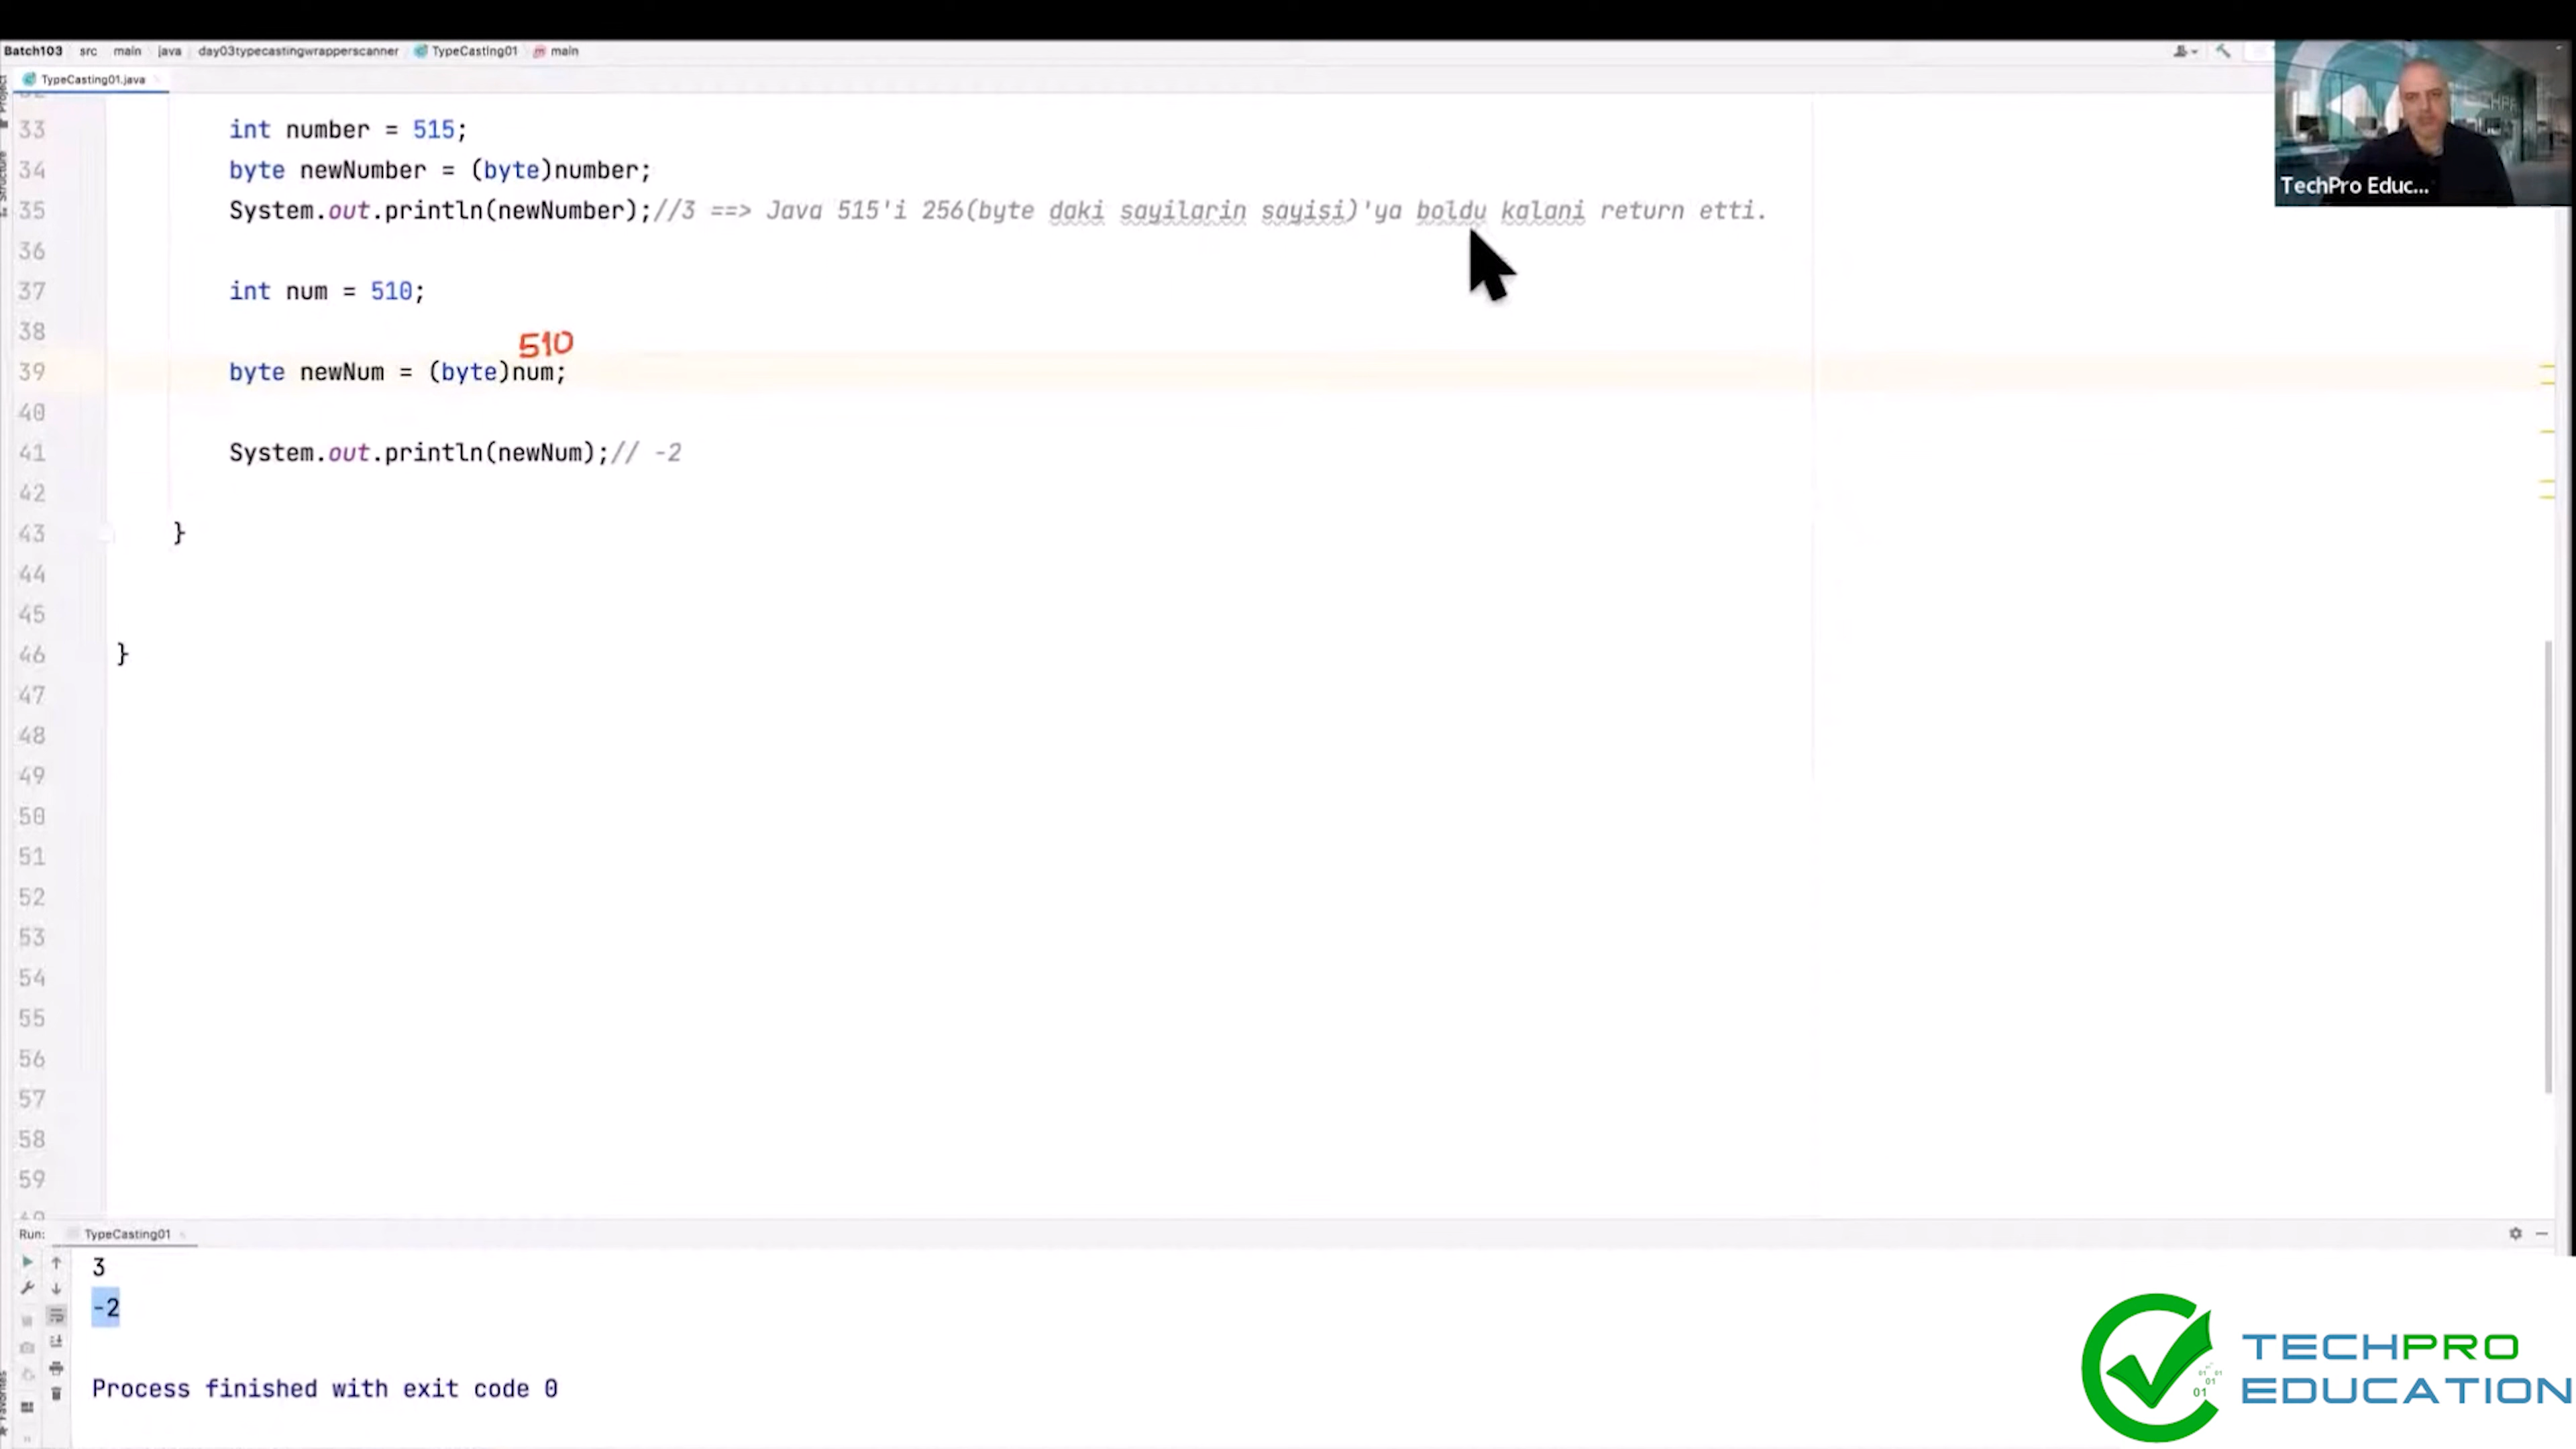 Batch103 src main java day03typecastingwrapperscanner TypeCasting01 main
TypeCasting01.java
Project
Structure
33 int number = 515;
34 byte newNumber = (byte)number;
35 System.out.println(newNumber);//3 ==> Java 515'i 256(byte daki sayilarin sayisi)'ya boldu kalani return etti.
36
37 int num = 510;
38
510
39 byte newNum = (byte)num;
40
41 System.out.println(newNum);// -2
42
43 }
44
45
46 }
47
48
49
50
51
52
53
54
55
56
57
58
59
TechPro Educ...
Run: TypeCasting01
3
-2
Process finished with exit code 0
Favorites
TECHPRO
EDUCATION